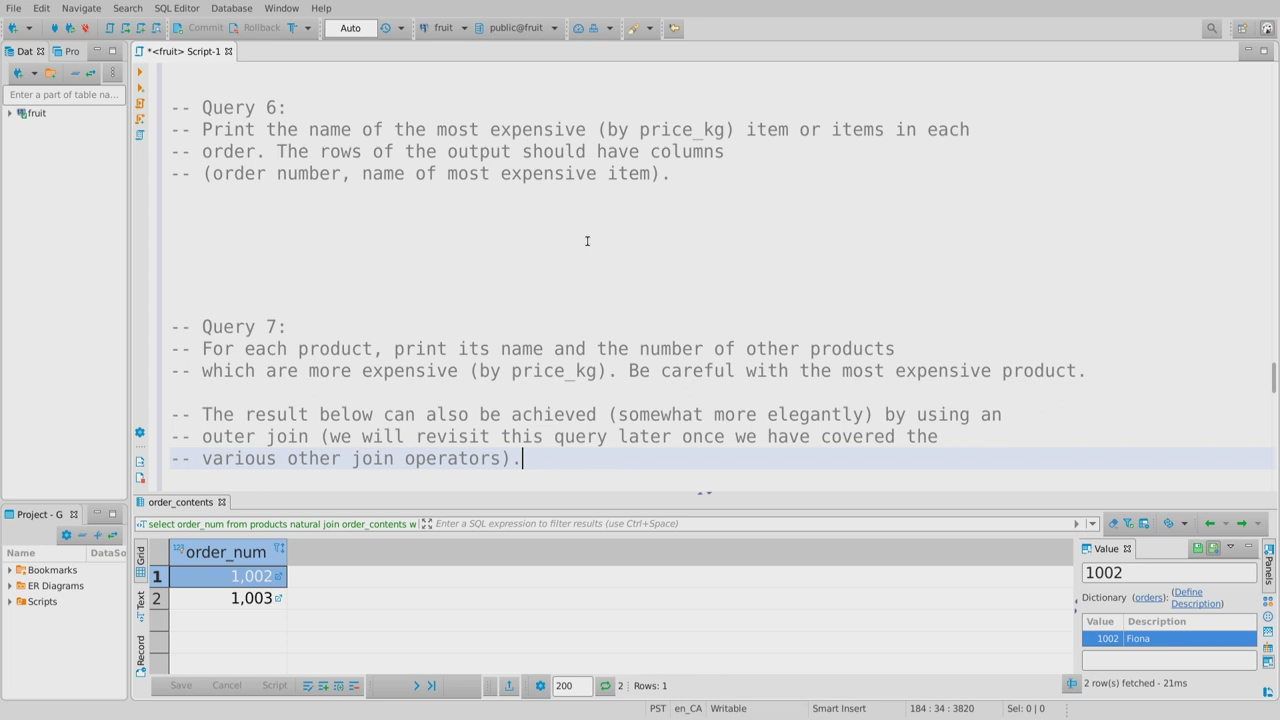 File Edit Navigate Search SQL Editor Database Window Help
Commit Rollback Auto fruit public@fruit
Dat Pro *<fruit> Script-1
Enter a part of table na...
fruit
-- Query 6:
-- Print the name of the most expensive (by price_kg) item or items in each
-- order. The rows of the output should have columns
-- (order number, name of most expensive item).
-- Query 7:
-- For each product, print its name and the number of other products
-- which are more expensive (by price_kg). Be careful with the most expensive product.
-- The result below can also be achieved (somewhat more elegantly) by using an
-- outer join (we will revisit this query later once we have covered the
-- various other join operators).
Project - G
Name DataSo
Bookmarks
ER Diagrams
Scripts
order_contents
select order_num from products natural join order_contents w Enter a SQL expression to filter results (use Ctrl+Space)
Grid
Text
Record
123 order_num
1 1,002
2 1,003
Value
Panels
1002
Dictionary (orders): (Define
Description)
Value Description
1002 Fiona
Save Cancel Script 200 2 Rows: 1
2 row(s) fetched - 21ms
PST en_CA Writable Smart Insert 184 : 34 : 3820 Sel: 0 | 0